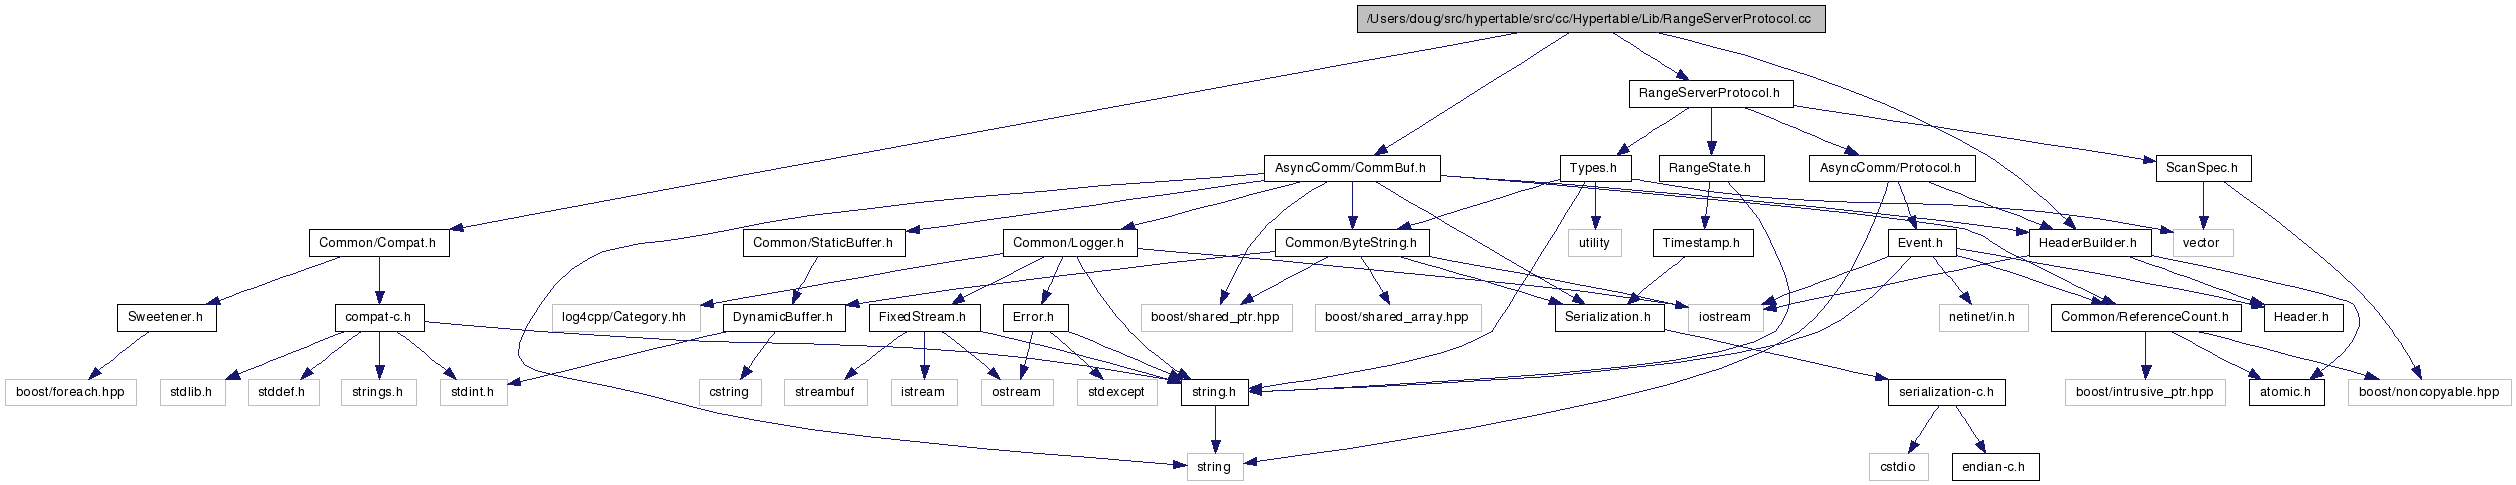 /Users/doug/src/hypertable/src/cc/Hypertable/Lib/RangeServerProtocol.cc
RangeServerProtocol.h
AsyncComm/CommBuf.h
Types.h
RangeState.h
AsyncComm/Protocol.h
ScanSpec.h
Common/Compat.h
Common/StaticBuffer.h
Common/Logger.h
Common/ByteString.h
utility
Timestamp.h
Event.h
HeaderBuilder.h
vector
Sweetener.h
compat-c.h
log4cpp/Category.hh
DynamicBuffer.h
FixedStream.h
Error.h
boost/shared_ptr.hpp
boost/shared_array.hpp
Serialization.h
iostream
netinet/in.h
Common/ReferenceCount.h
Header.h
boost/foreach.hpp
stdlib.h
stddef.h
strings.h
stdint.h
cstring
streambuf
istream
ostream
stdexcept
string.h
serialization-c.h
boost/intrusive_ptr.hpp
atomic.h
boost/noncopyable.hpp
string
cstdio
endian-c.h